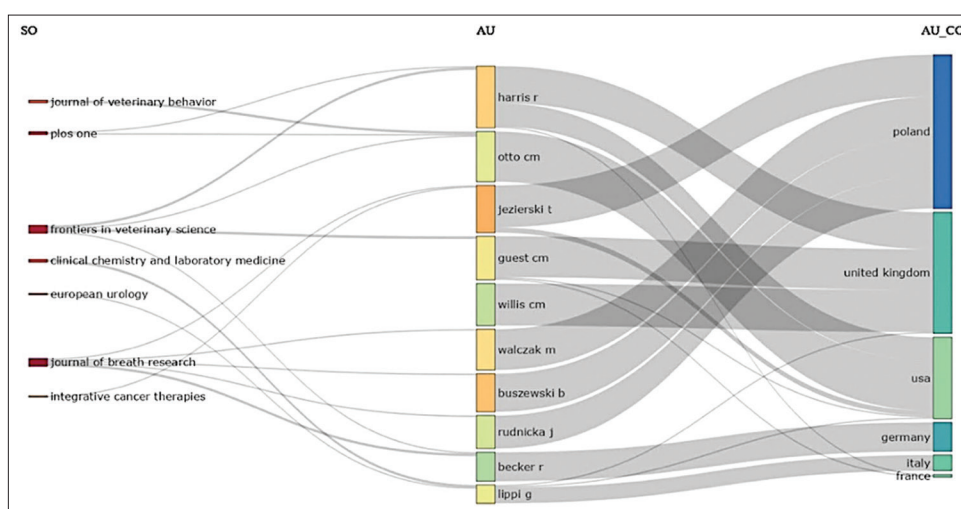 SO
AU
AU_CO
journal of veterinary behavior
plos one
frontiers in veterinary science
clinical chemistry and laboratory medicine
european urology
journal of breath research
integrative cancer therapies
harris r
otto cm
jezierski t
guest cm
willis cm
walczak m
buszewski b
rudnicka j
becker r
lippi g
poland
united kingdom
usa
germany
italy
france